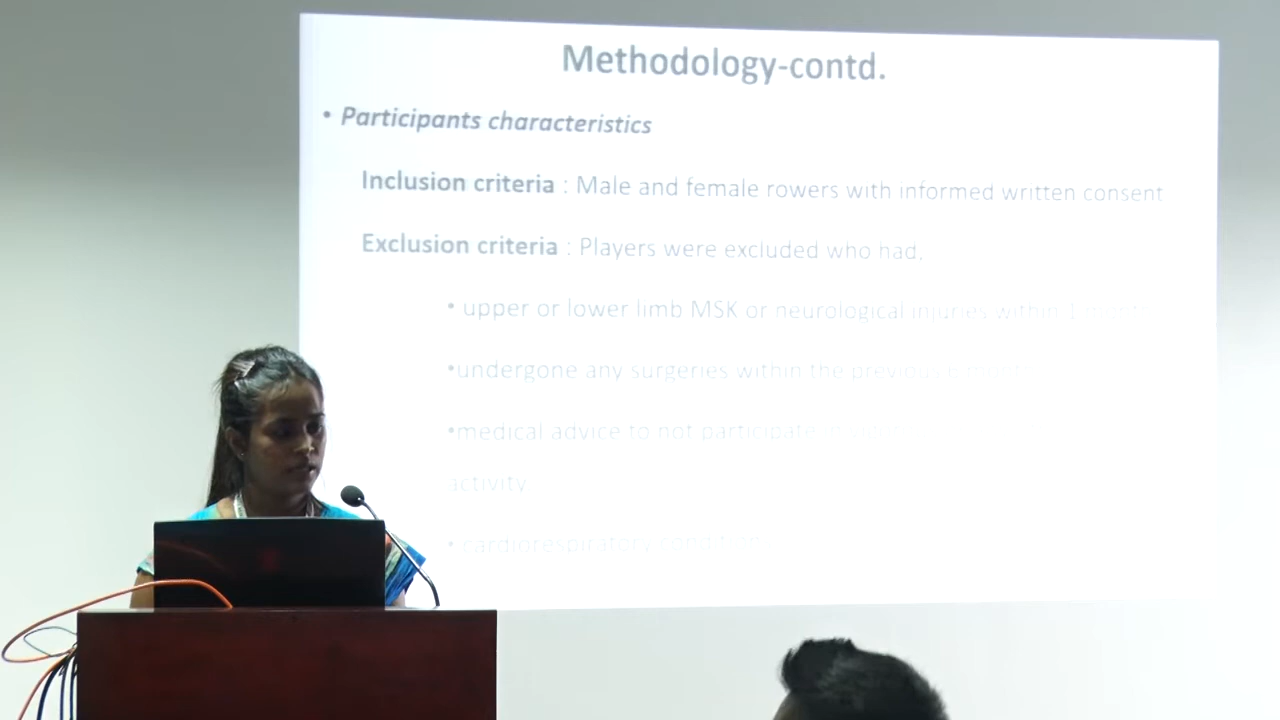 Methodology-contd.
• Participants characteristics
Inclusion criteria : Male and female rowers with informed written consent
Exclusion criteria : Players were excluded who had,
• upper or lower limb MSK or neurological injuries within
•undergone any surgeries within the previous
•medical advice to not participate in
activity
• cardiorespiratory condition